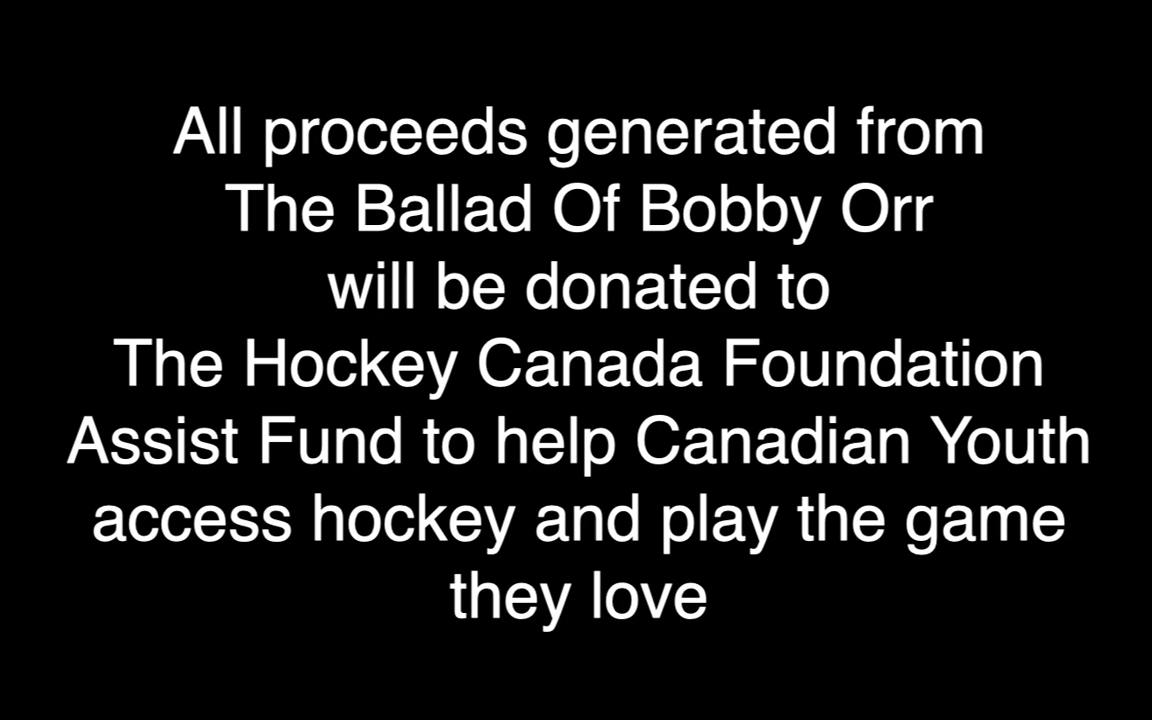 All proceeds generated from
The Ballad Of Bobby Orr
will be donated to
The Hockey Canada Foundation
Assist Fund to help Canadian Youth
access hockey and play the game
they love